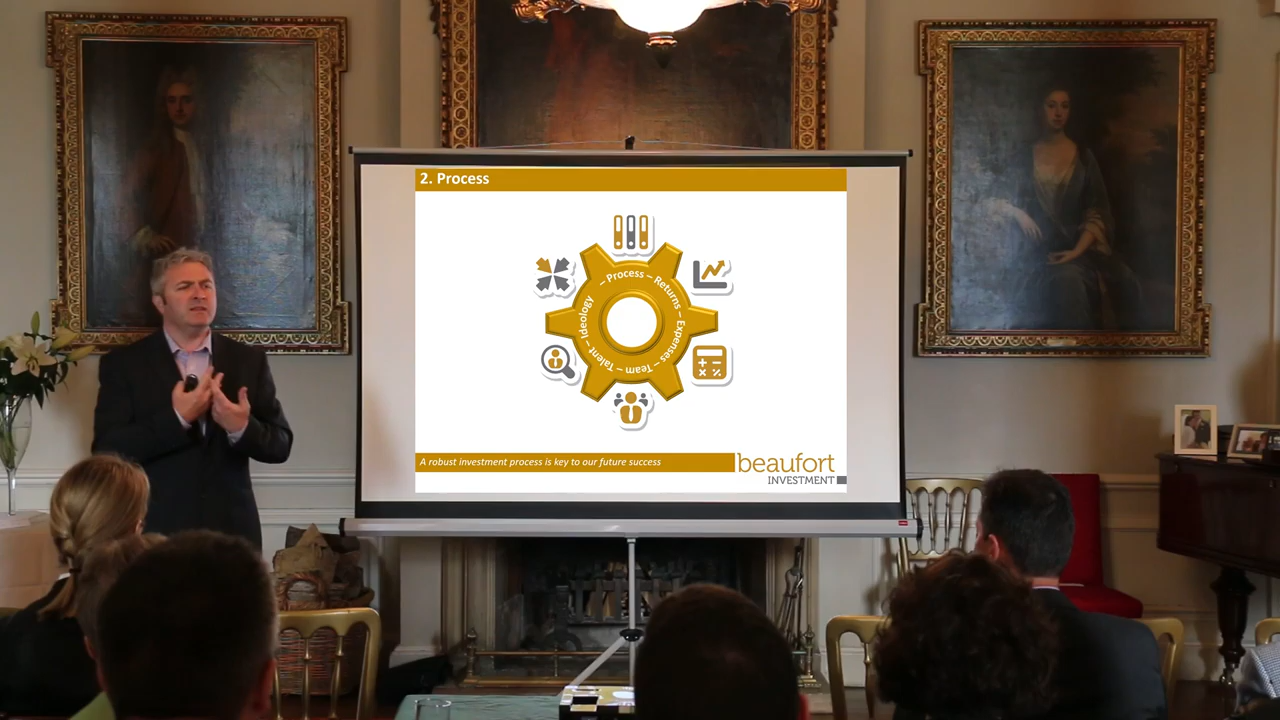 2. Process
– Process – Returns – Expenses – Team – Talent – Ideology
A robust investment process is key to our future success
beaufort
INVESTMENT